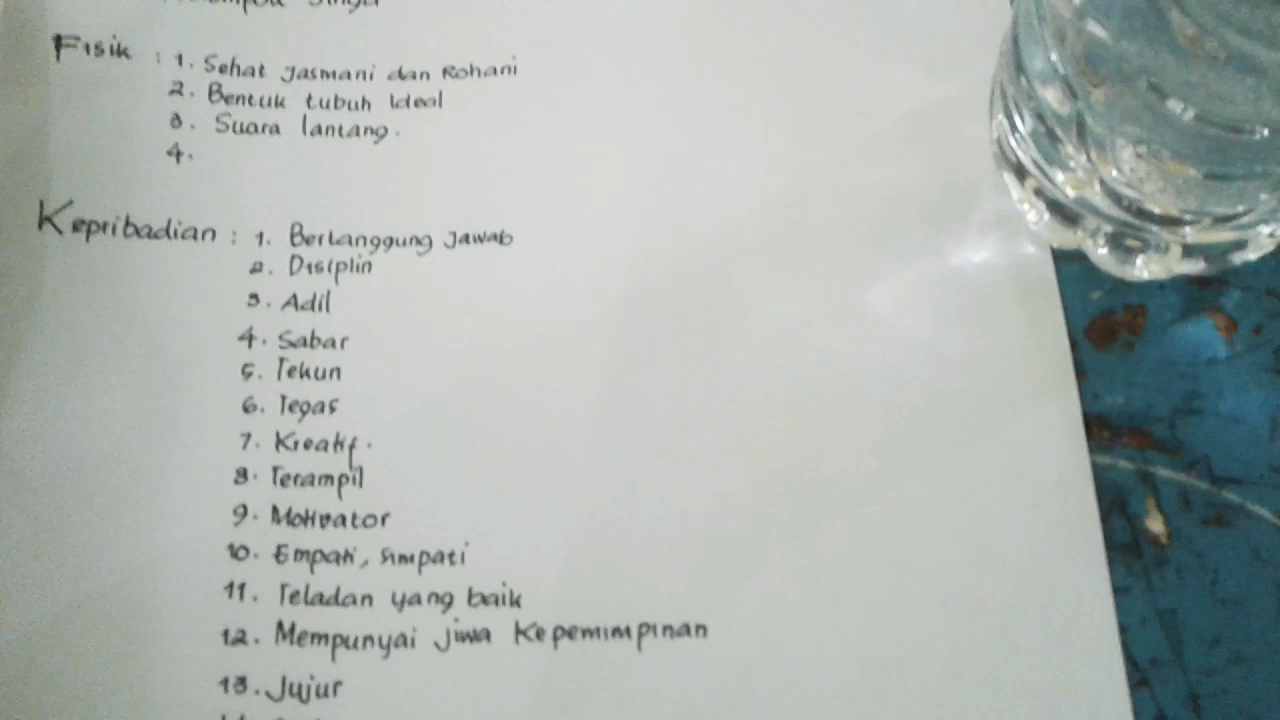 Fisik : 1. Sehat Jasmani dan Rohani
2. Bentuk tubuh Ideal
3. Suara lantang.
4.
Kepribadian : 1. Bertanggung Jawab
2. Disiplin
3. Adil
4. Sabar
5. Tekun
6. Tegas
7. Kreatif.
8. Terampil
9. Motivator
10. Empati, simpati
11. Teladan yang baik
12. Mempunyai jiwa Kepemimpinan
13. Jujur